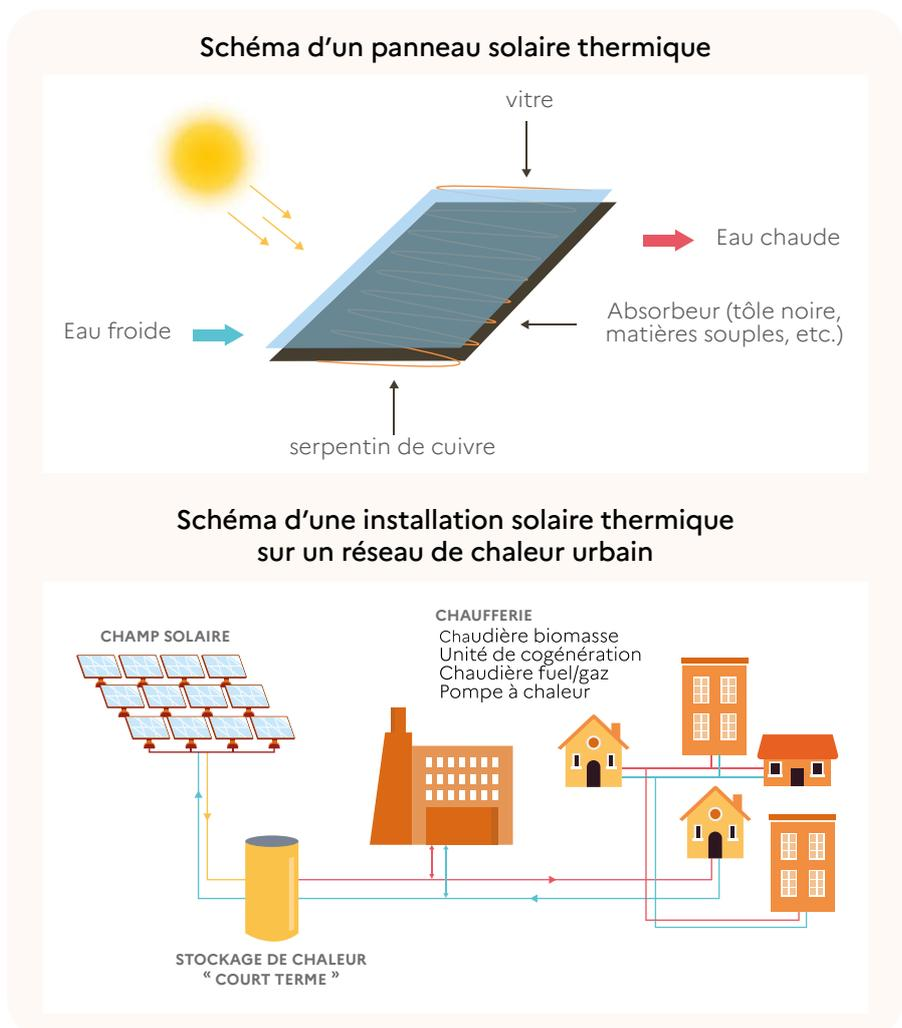 Schéma d'un panneau solaire thermique
vitre
Eau chaude
Absorbeur (tôle noire,
matières souples, etc.)
Eau froide
serpentin de cuivre
Schéma d'une installation solaire thermique
sur un réseau de chaleur urbain
CHAUFFERIE
Chaudière biomasse
Unité de cogénération
Chaudière fuel/gaz
Pompe à chaleur
CHAMP SOLAIRE
STOCKAGE DE CHALEUR
“ COURT TERME ”